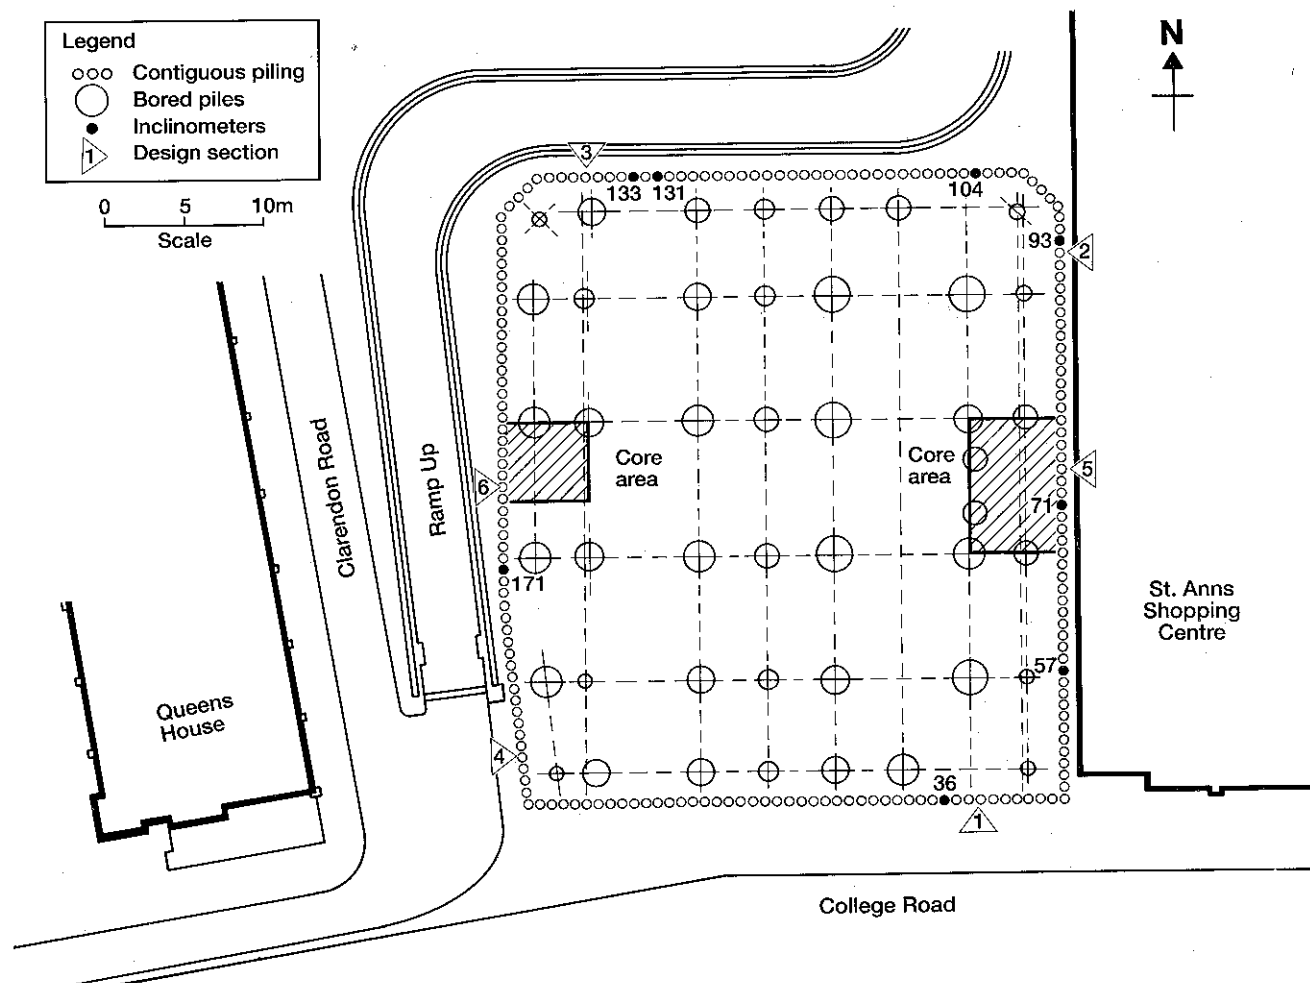 Legend
Contiguous piling
Bored piles
Inclinometers
1 Design section
0 5 10m
Scale
N
3
133 131
104
93
2
Clarendon Road
Ramp Up
Core
area
Core
area
6
5
71
171
St. Anns
Shopping
Centre
57
Queens
House
4
36
1
College Road